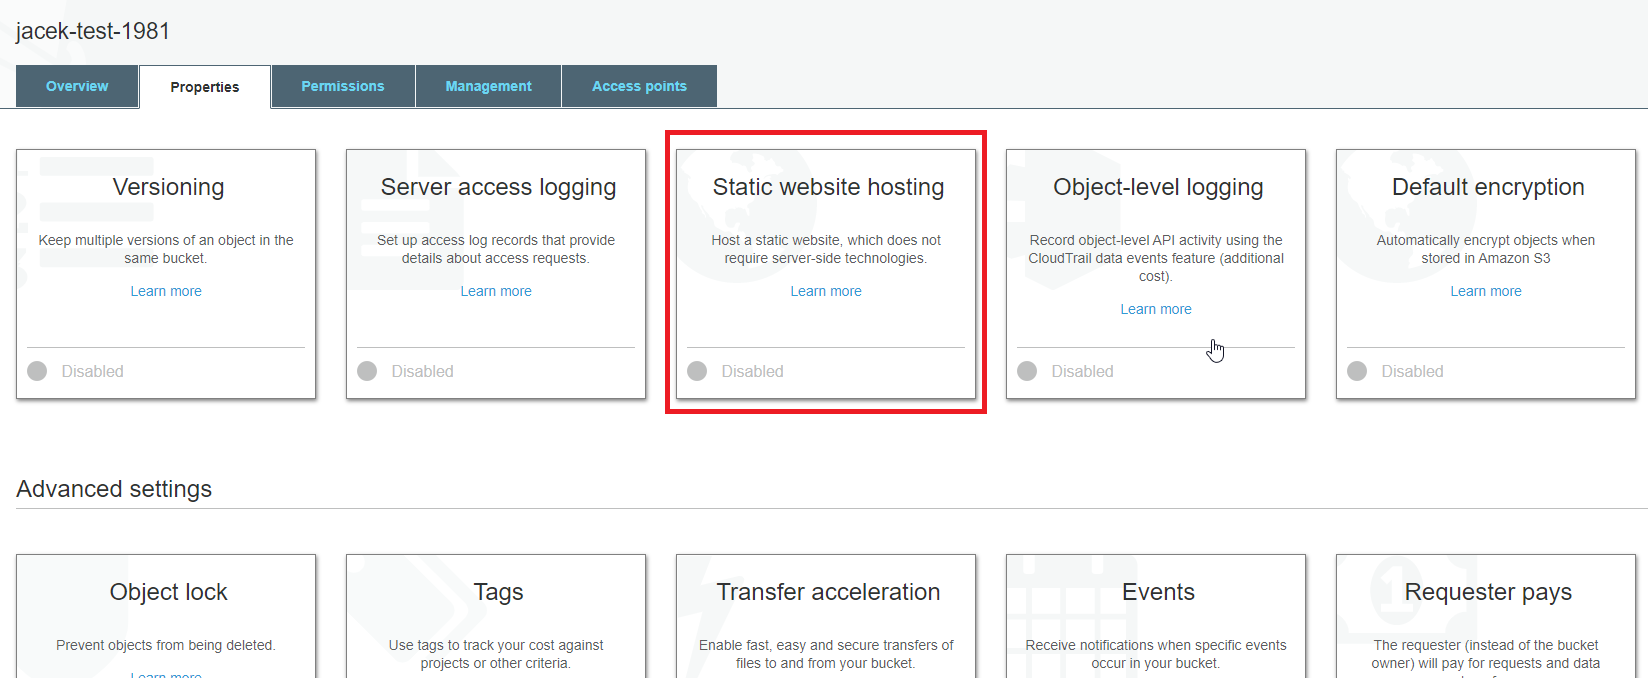 jacek-test-1981
Overview
Properties
Permissions
Management
Access points
Versioning
Keep multiple versions of an object in the
same bucket.
Learn more
Disabled
Server access logging
Set up access log records that provide
details about access requests.
Learn more
Disabled
Static website hosting
Host a static website, which does not
require server-side technologies.
Learn more
Disabled
Object-level logging
Record object-level API activity using the
CloudTrail data events feature (additional
cost).
Learn more
Disabled
Default encryption
Automatically encrypt objects when
stored in Amazon S3
Learn more
Disabled
Advanced settings
Object lock
Prevent objects from being deleted.
Learn more
Tags
Use tags to track your cost against
projects or other criteria.
Transfer acceleration
Enable fast, easy and secure transfers of
files to and from your bucket.
Events
Receive notifications when specific events
occur in your bucket.
Requester pays
The requester (instead of the bucket
owner) will pay for requests and data